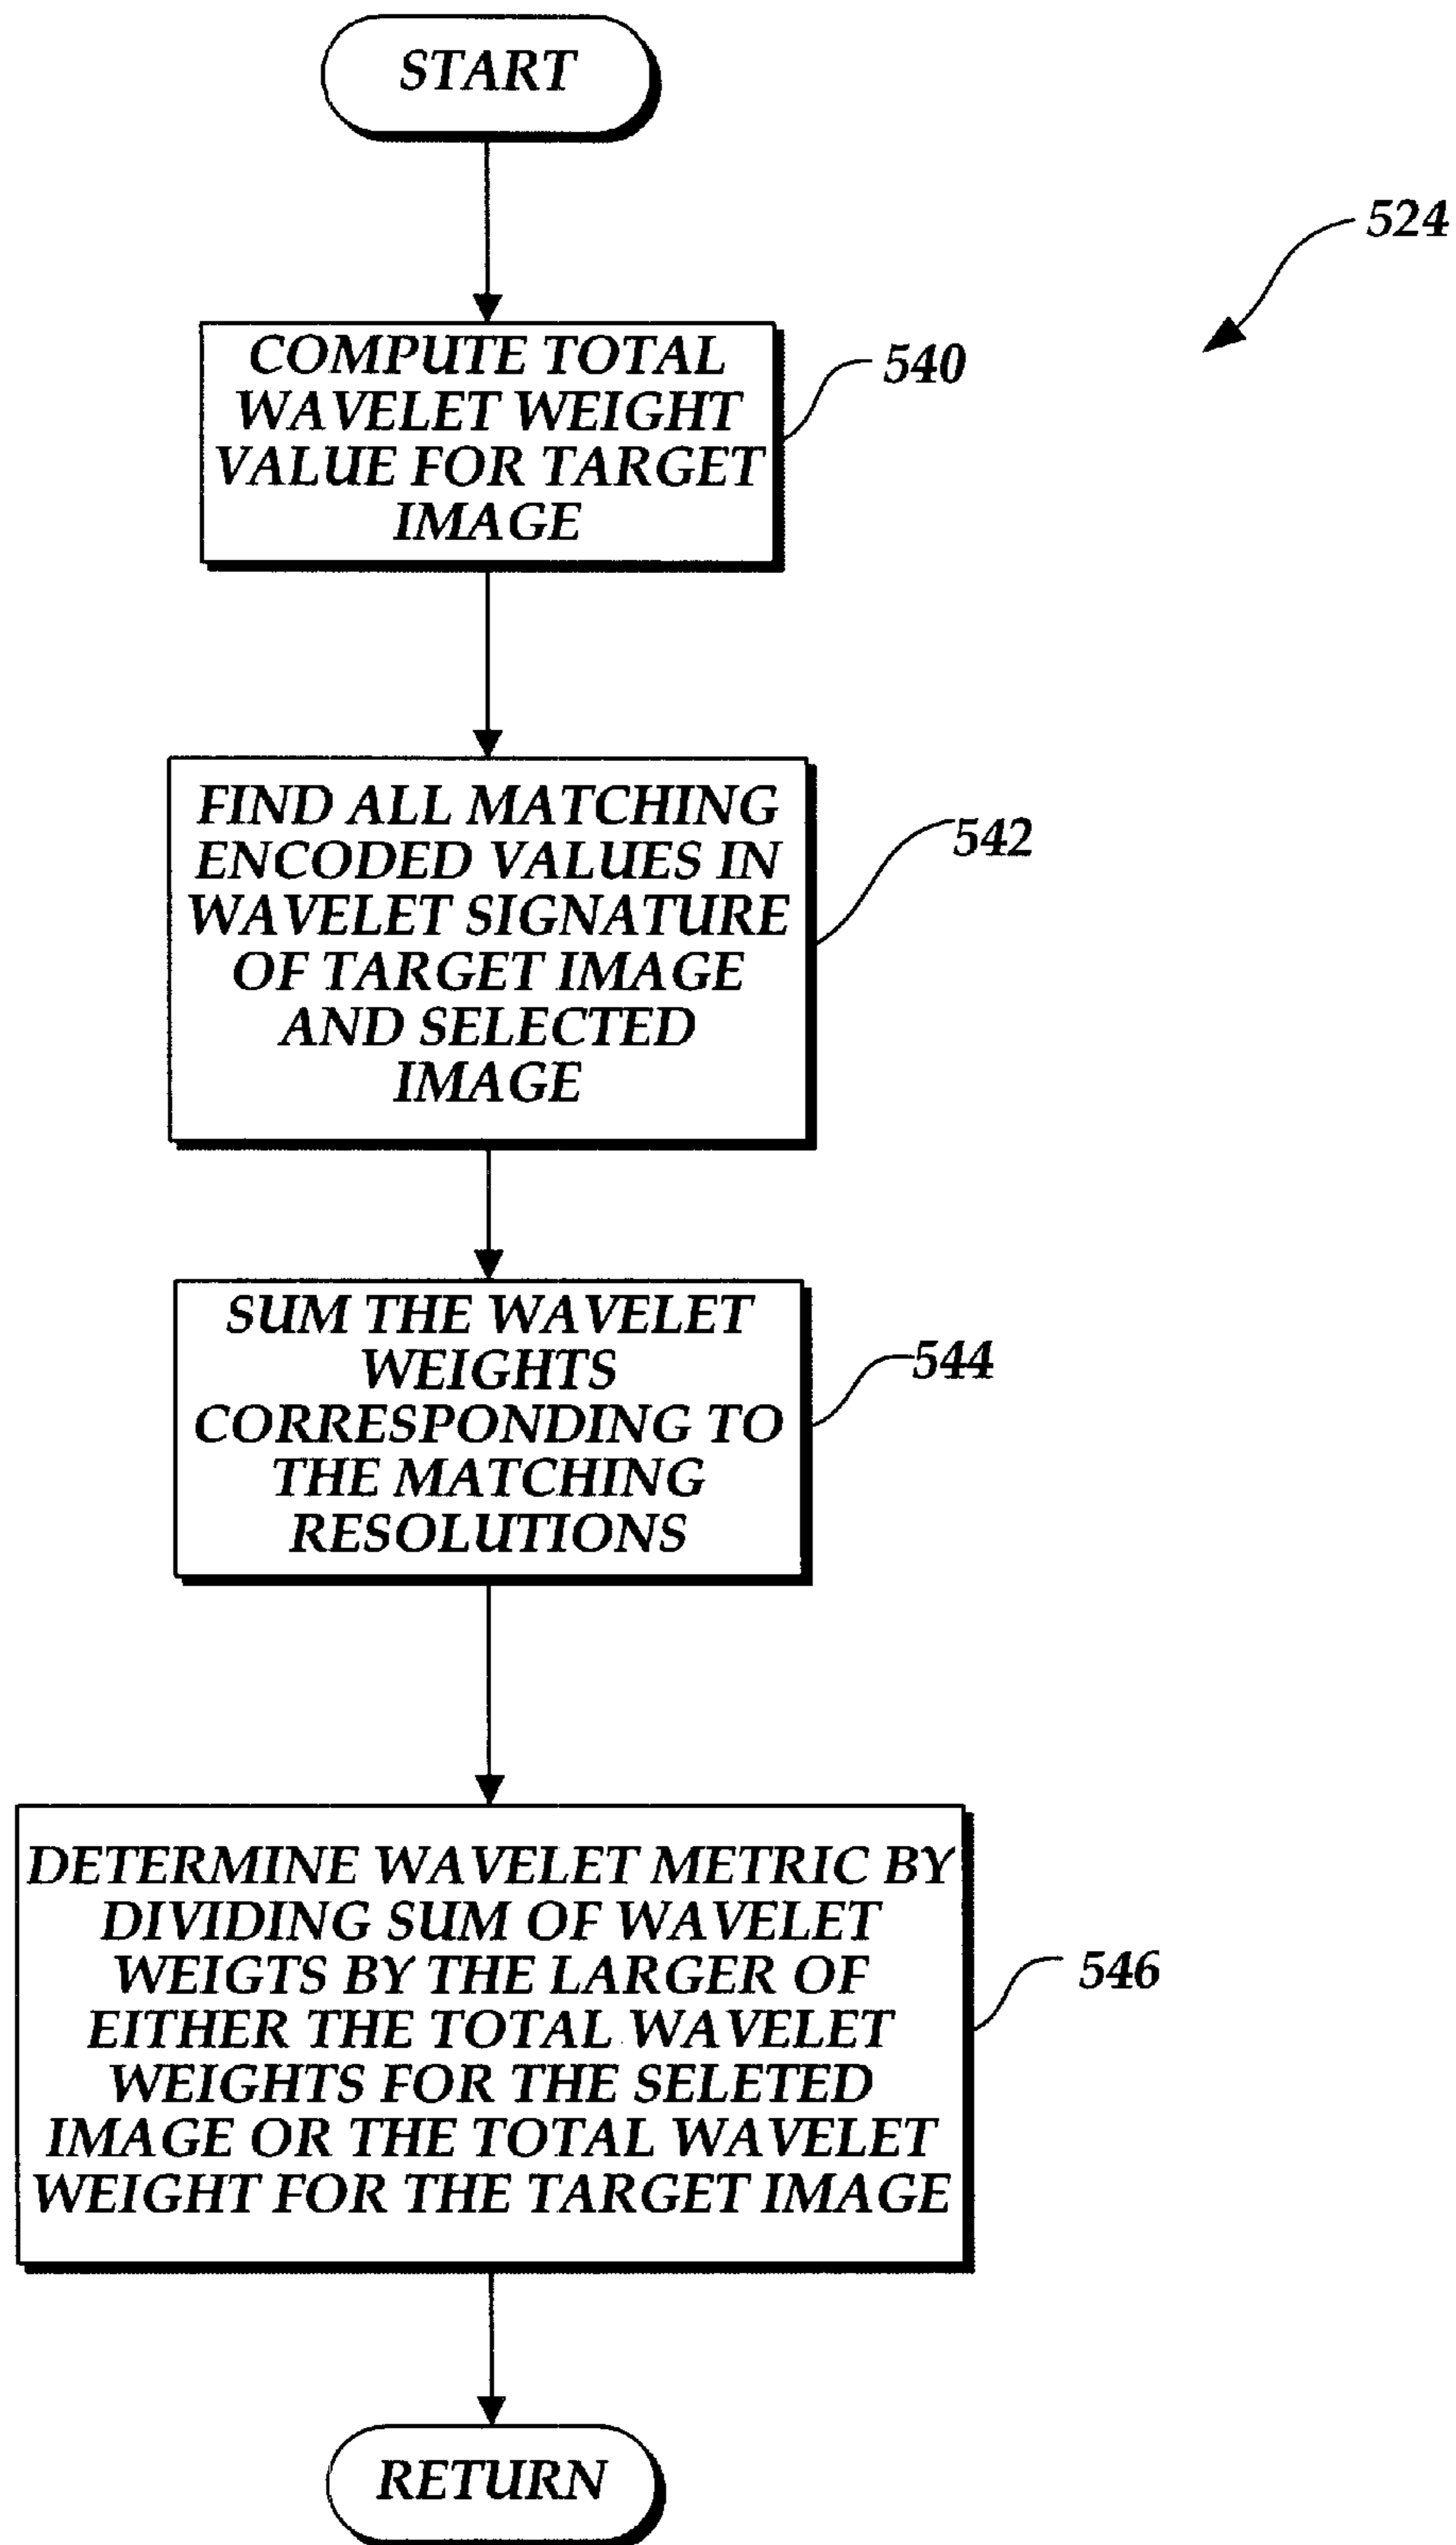 START
524
COMPUTE TOTAL
WAVELET WEIGHT
VALUE FOR TARGET
IMAGE
540
FIND ALL MATCHING
ENCODED VALUES IN
WAVELET SIGNATURE
OF TARGET IMAGE
AND SELECTED
IMAGE
542
SUM THE WAVELET
WEIGHTS
CORRESPONDING TO
THE MATCHING
RESOLUTIONS
544
DETERMINE WAVELET METRIC BY
DIVIDING SUM OF WAVELET
WEIGTS BY THE LARGER OF
EITHER THE TOTAL WAVELET
WEIGHTS FOR THE SELETED
IMAGE OR THE TOTAL WAVELET
WEIGHT FOR THE TARGET IMAGE
546
RETURN